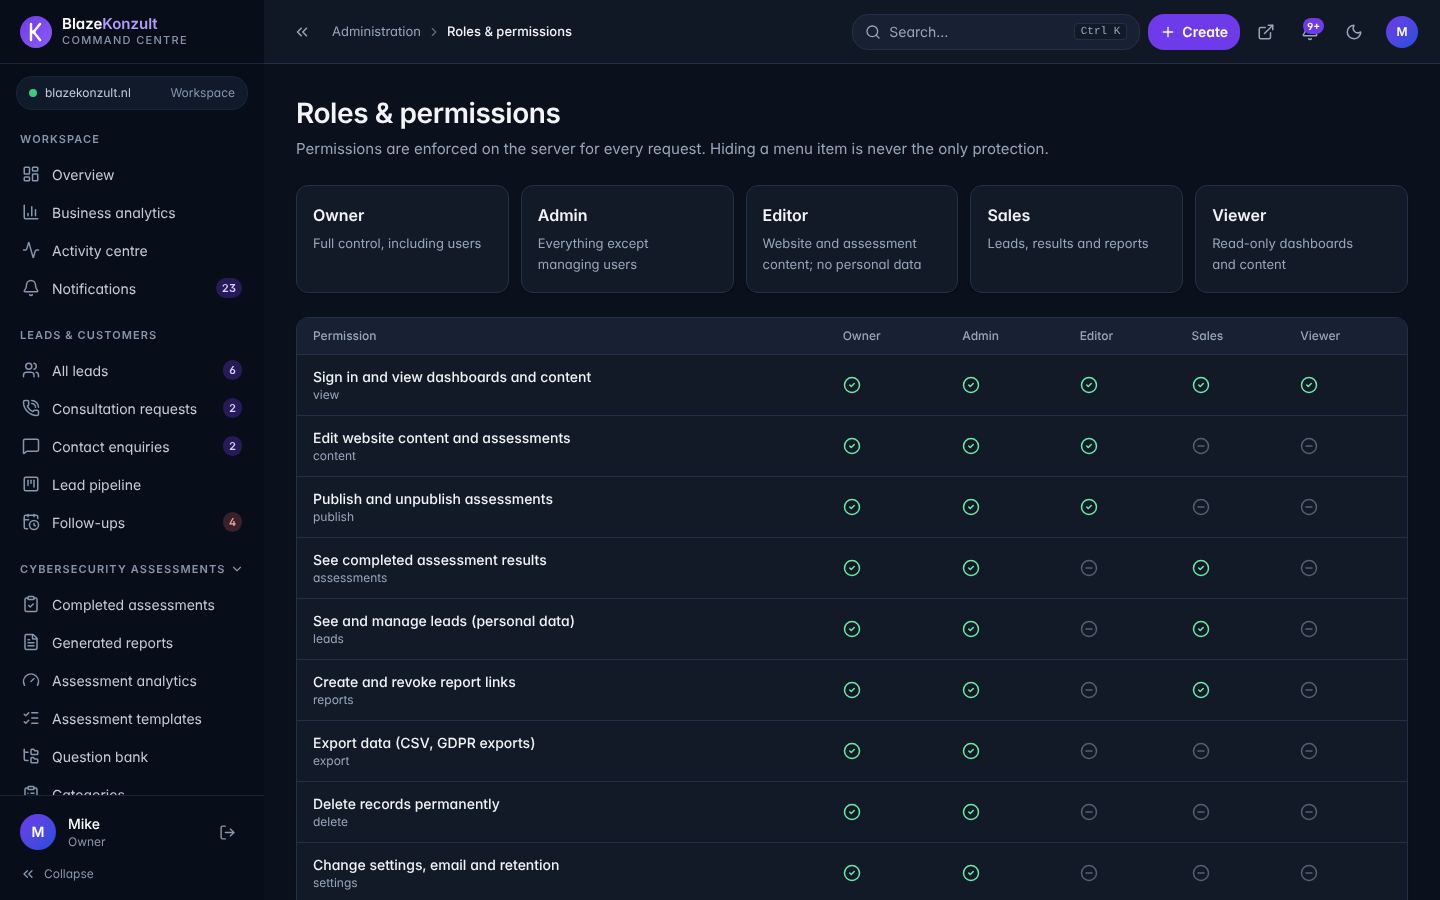 BlazeKonzult
COMMAND CENTRE
Administration
Roles & permissions
Search...
Ctrl K
Create
9+
M
blazekonzult.nl
Workspace
WORKSPACE
Overview
Business analytics
Activity centre
Notifications
23
LEADS & CUSTOMERS
All leads
6
Consultation requests
2
Contact enquiries
2
Lead pipeline
Follow-ups
4
CYBERSECURITY ASSESSMENTS
Completed assessments
Generated reports
Assessment analytics
Assessment templates
Question bank
Categories
M
Mike
Owner
Collapse
Roles & permissions
Permissions are enforced on the server for every request. Hiding a menu item is never the only protection.
Owner
Full control, including users
Admin
Everything except
managing users
Editor
Website and assessment
content; no personal data
Sales
Leads, results and reports
Viewer
Read-only dashboards
and content
Permission Owner Admin Editor Sales Viewer
Sign in and view dashboards and content
view
Edit website content and assessments
content
Publish and unpublish assessments
publish
See completed assessment results
assessments
See and manage leads (personal data)
leads
Create and revoke report links
reports
Export data (CSV, GDPR exports)
export
Delete records permanently
delete
Change settings, email and retention
settings